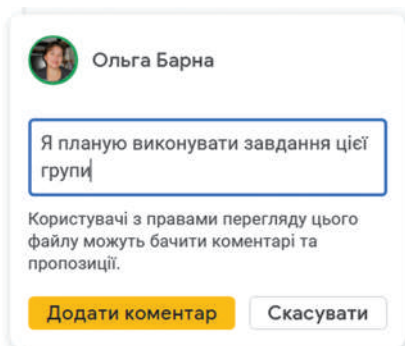 Ольга Барна
Я планую виконувати завдання цієї
групи
Користувачі з правами перегляду цього
файлу можуть бачити коментарі та
пропозиції.
Додати коментар
Скасувати